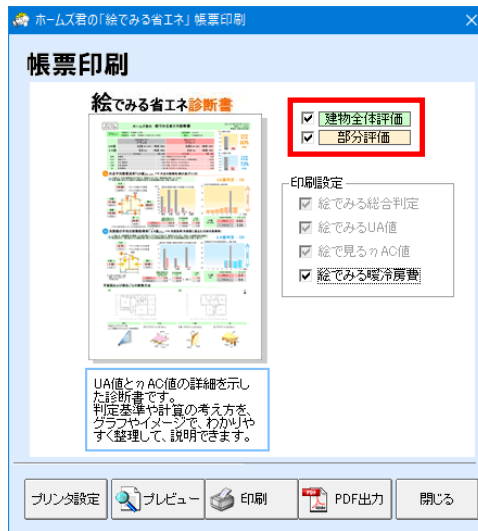 ホームズ君の「絵でみる省エネ」帳票印刷
帳票印刷
絵でみる省エネ診断書
建物全体評価
部分評価
印刷設定
絵でみる総合判定
絵でみるUA値
絵で見るηAC値
絵でみる暖冷房費
UA値とηAC値の詳細を示し
た診断書です。
判定基準や計算の考え方を、
グラフやイメージで、わかりや
すく整理して、説明できます。
プリンタ設定
プレビュー
印刷
PDF出力
閉じる